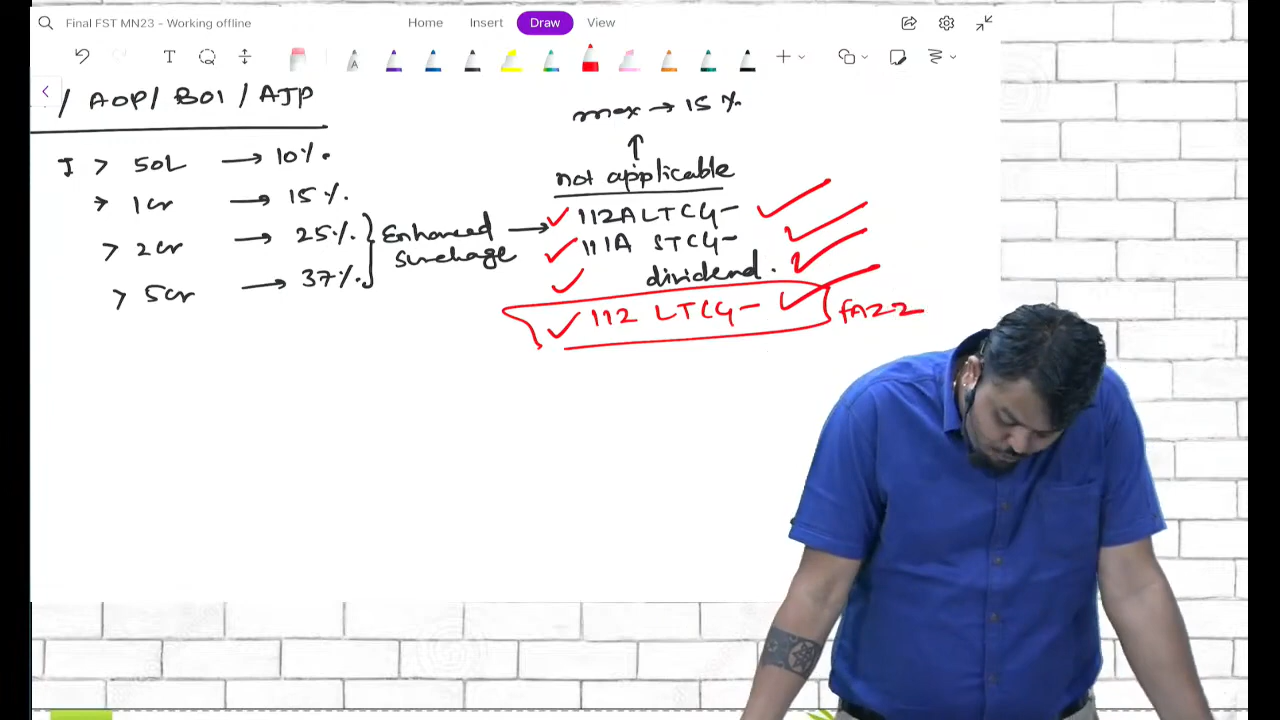 Final FST MN23 - Working offline
Home Insert Draw View
/ AOP/ BOI / AJP
I > 50L → 10%.
> 1cr → 15%.
> 2cr → 25%.
> 5cr → 37%.
Enhanced surchage →
max → 15%
↑
not applicable
✓ 112A LTCG- ✓
✓ 111A STCG- ✓
✓ dividend. ✓
✓ 112 LTCG- ✓ fA22